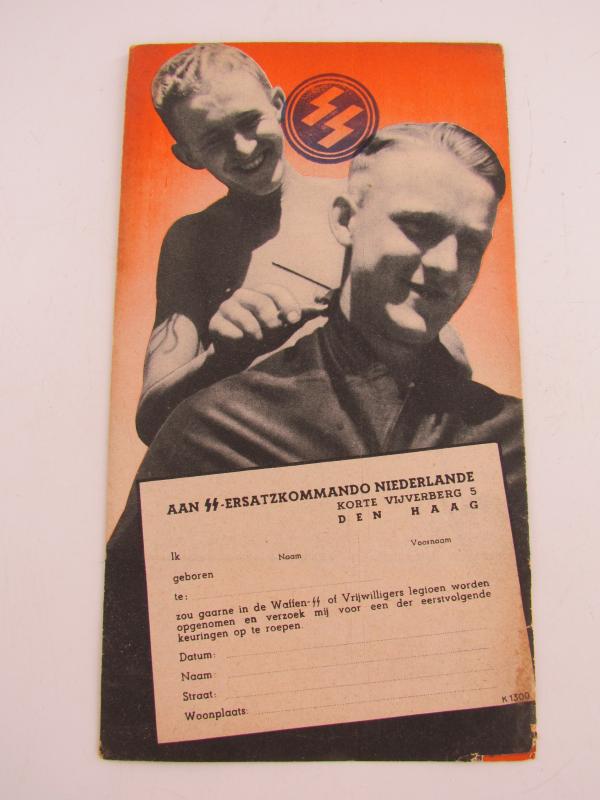 SS
AAN SS-ERSATZKOMMANDO NIEDERLANDE
KORTE VIJVERBERG 5
DEN HAAG
Ik
Naam
Voornaam
geboren
te:
zou gaarne in de Waffen-SS of Vrijwilligers legioen worden
opgenomen en verzoek mij voor een der eerstvolgende
keuringen op te roepen.
Datum:
Naam:
Straat:
Woonplaats:
K 1300